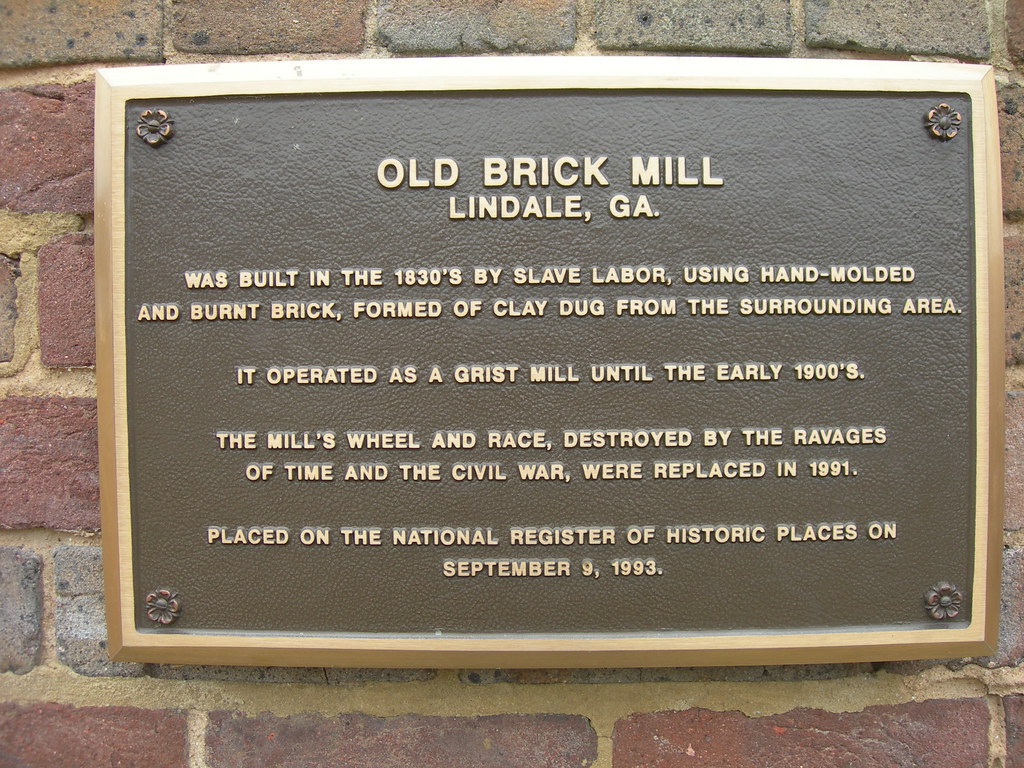 OLD BRICK MILL
LINDALE, GA.
WAS BUILT IN THE 1830'S BY SLAVE LABOR, USING HAND-MOLDED
AND BURNT BRICK, FORMED OF CLAY DUG FROM THE SURROUNDING AREA.
IT OPERATED AS A GRIST MILL UNTIL THE EARLY 1900'S.
THE MILL'S WHEEL AND RACE, DESTROYED BY THE RAVAGES
OF TIME AND THE CIVIL WAR, WERE REPLACED IN 1991.
PLACED ON THE NATIONAL REGISTER OF HISTORIC PLACES ON
SEPTEMBER 9, 1993.